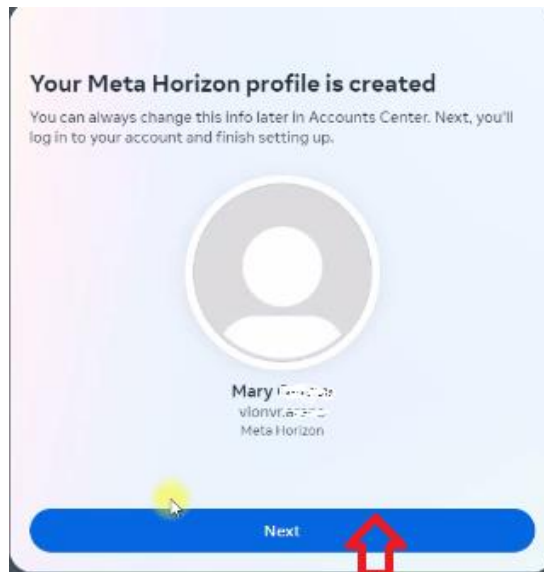 Your Meta Horizon profile is created
You can always change this info later in Accounts Center. Next, you'll
log in to your account and finish setting up.
Mary
Meta Horizon
Next